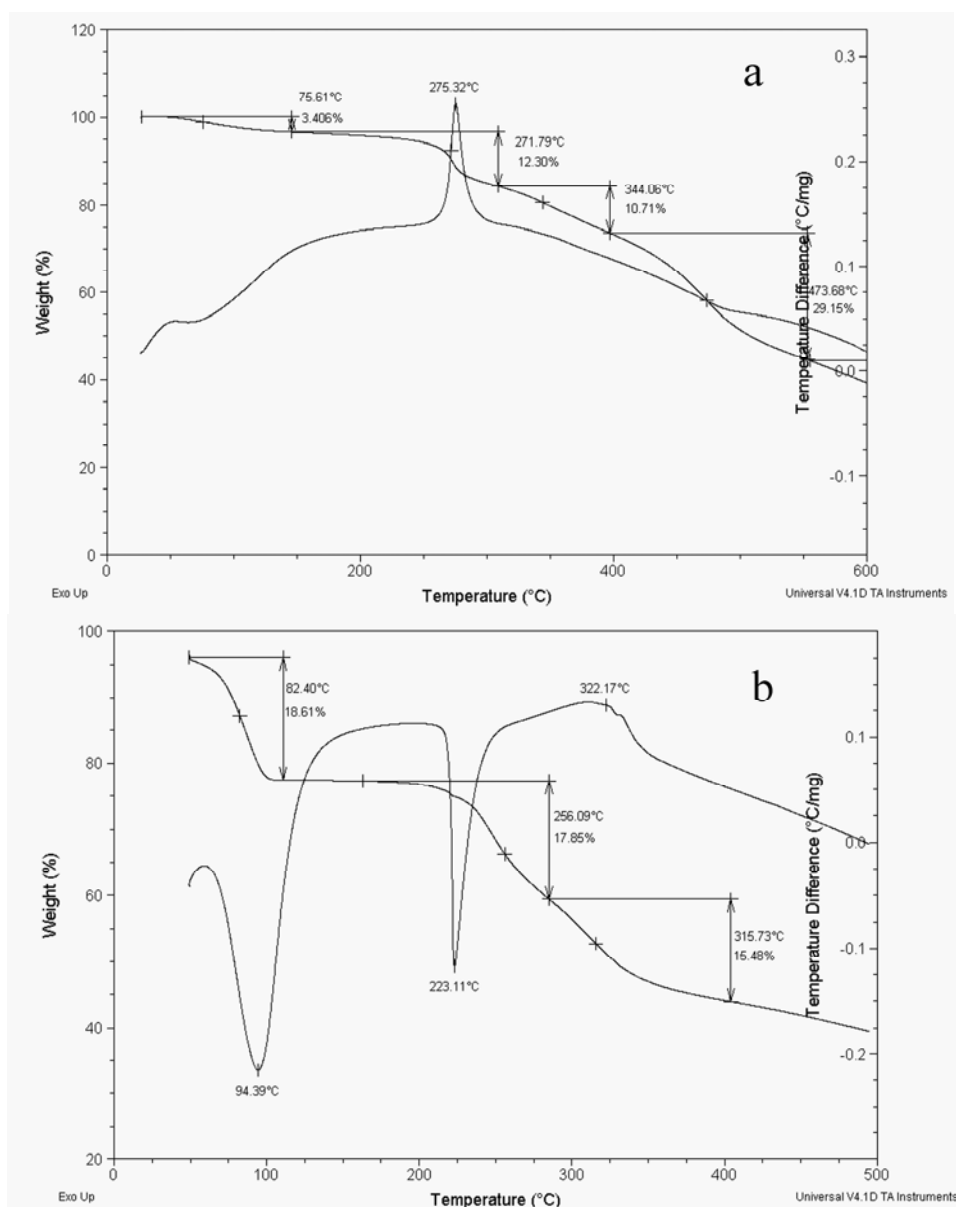 a
120
100
80
60
40
20
0
Weight (%)
75.61°C
3.406%
275.32°C
271.79°C
12.30%
344.06°C
10.71%
473.68°C
29.15%
0.3
0.2
0.1
0.0
-0.1
Temperature Difference (°C/mg)
0
200
400
600
Exo Up
Temperature (°C)
Universal V4.1D TA Instruments
b
100
80
60
40
20
Weight (%)
82.40°C
18.61%
94.39°C
223.11°C
322.17°C
256.09°C
17.85%
315.73°C
15.48%
0.1
0.0
-0.1
-0.2
Temperature Difference (°C/mg)
0
100
200
300
400
500
Exo Up
Temperature (°C)
Universal V4.1D TA Instruments